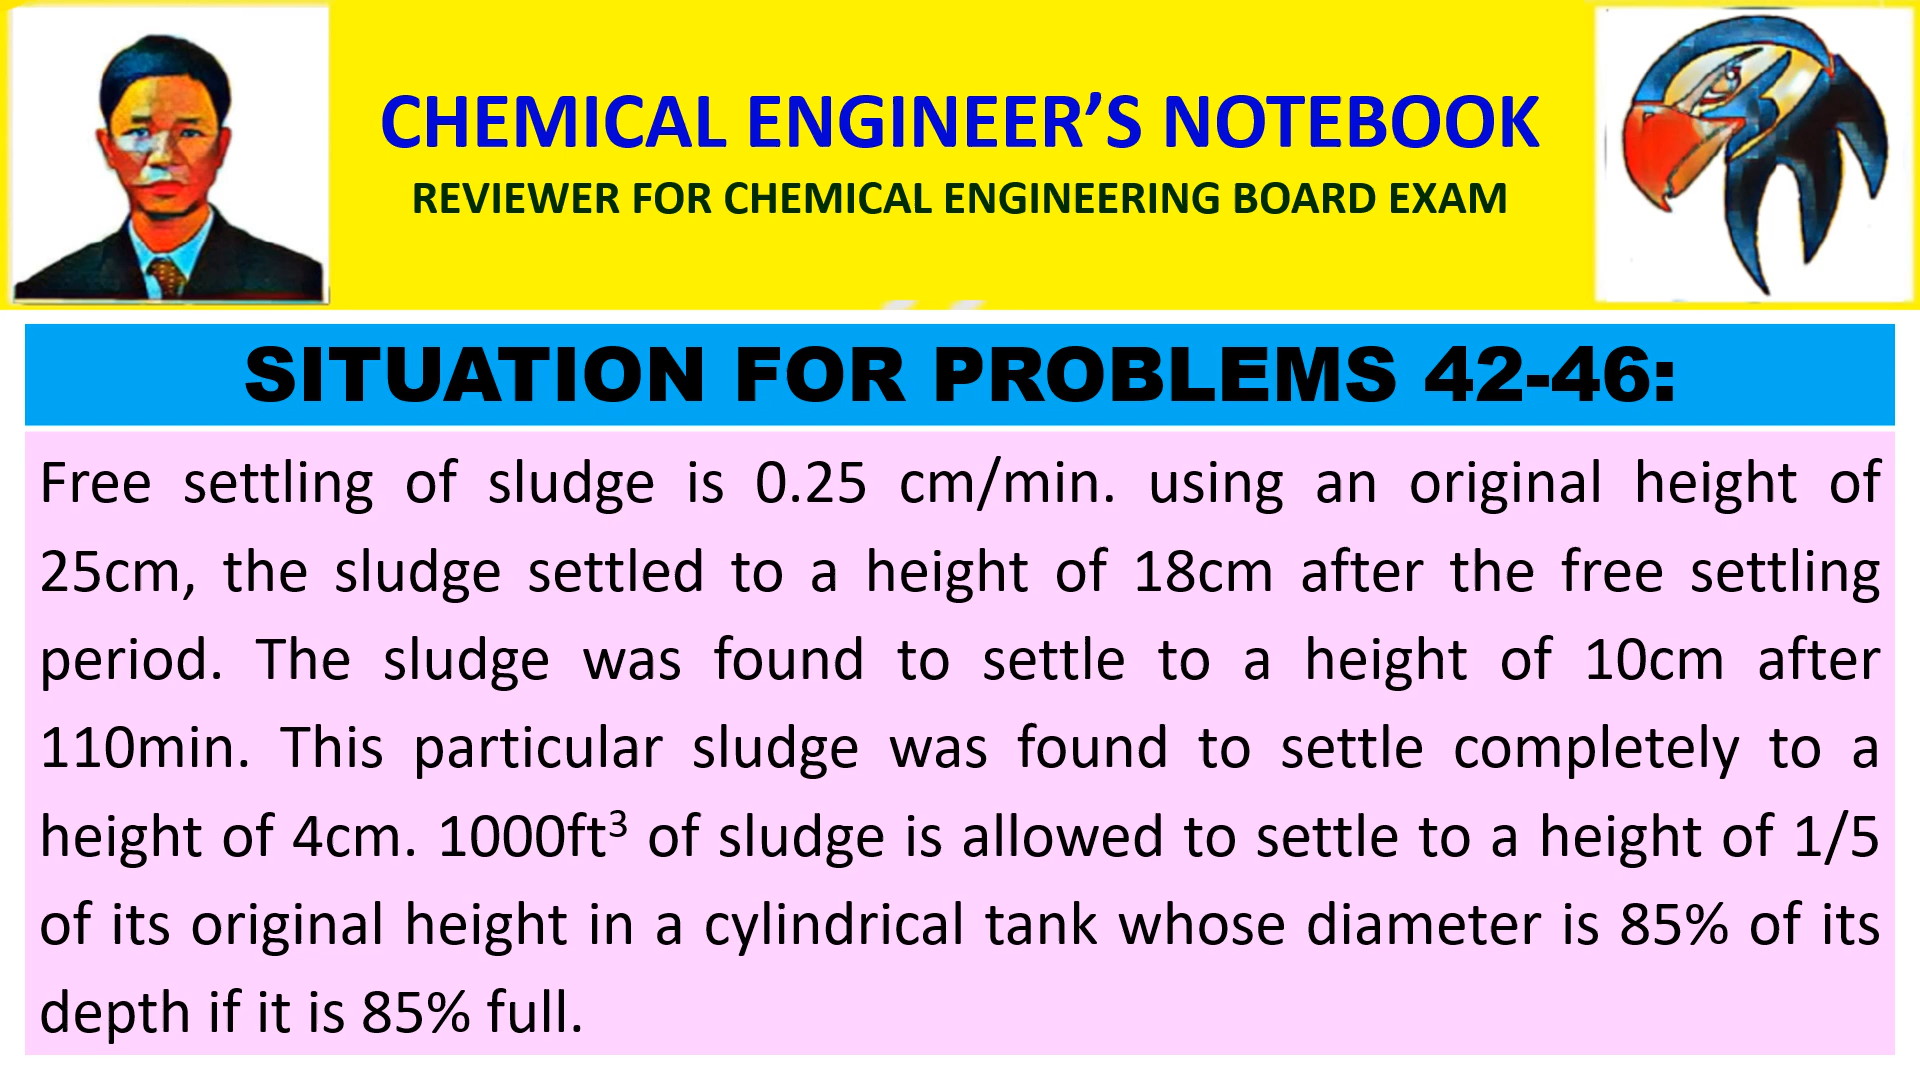 CHEMICAL ENGINEER’S NOTEBOOK
REVIEWER FOR CHEMICAL ENGINEERING BOARD EXAM
SITUATION FOR PROBLEMS 42-46:
Free settling of sludge is 0.25 cm/min. using an original height of
25cm, the sludge settled to a height of 18cm after the free settling
period. The sludge was found to settle to a height of 10cm after
110min. This particular sludge was found to settle completely to a
height of 4cm. 1000ft³ of sludge is allowed to settle to a height of 1/5
of its original height in a cylindrical tank whose diameter is 85% of its
depth if it is 85% full.